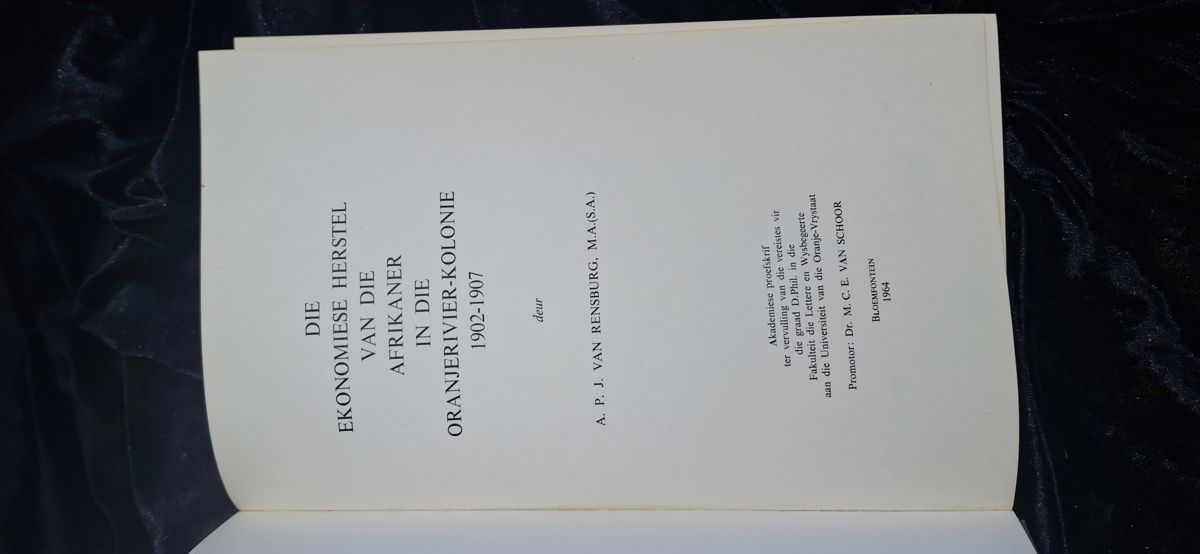 DIE
EKONOMIESE HERSTEL
VAN DIE
AFRIKANER
IN DIE
ORANJERIVIER-KOLONIE
1902-1907
deur
A. P. J. VAN RENSBURG, M.A.(S.A.)
Akademiese proefskrif
ter vervulling van die vereistes vir
die graad D.Phil. in die
Fakulteit die Lettere en Wysbegeerte
aan die Universiteit van die Oranje-Vrystaat
Promotor: Dr. M. C. E. VAN SCHOOR
BLOEMFONTEIN
1964